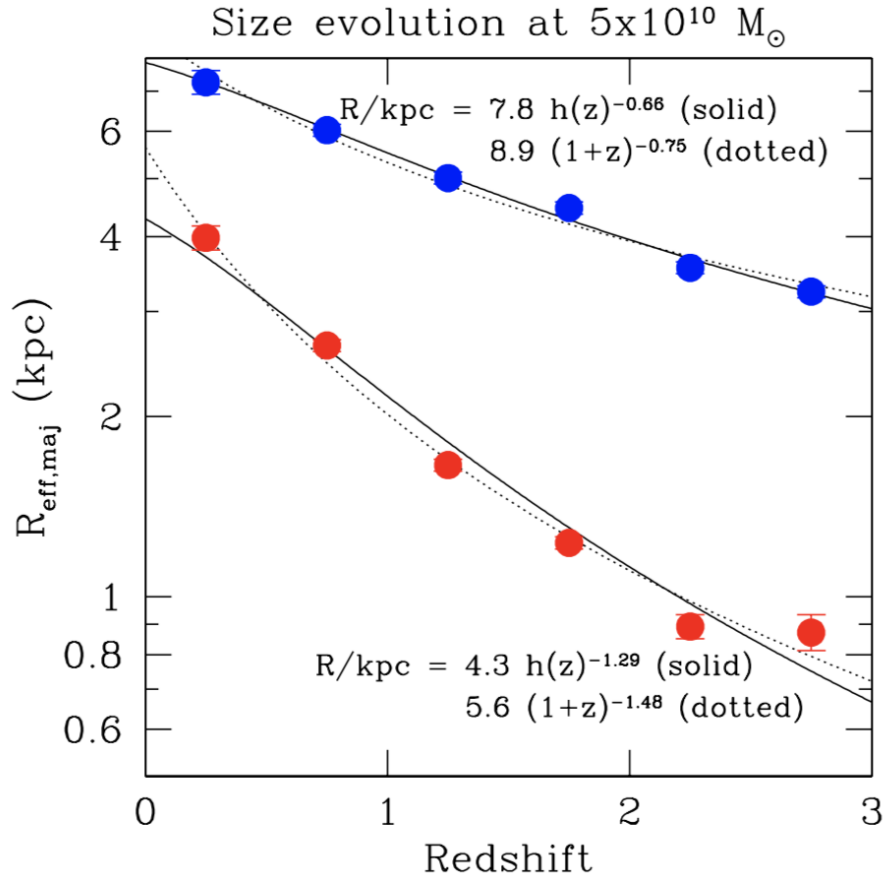 Size evolution at 5x10¹⁰ M☉
R/kpc = 7.8 h(z)⁻⁰·⁶⁶ (solid)
8.9 (1+z)⁻⁰·⁷⁵ (dotted)
6
4
2
1
0.8
0.6
R_eff,maj (kpc)
R/kpc = 4.3 h(z)⁻¹·²⁹ (solid)
5.6 (1+z)⁻¹·⁴⁸ (dotted)
0 1 2 3
Redshift